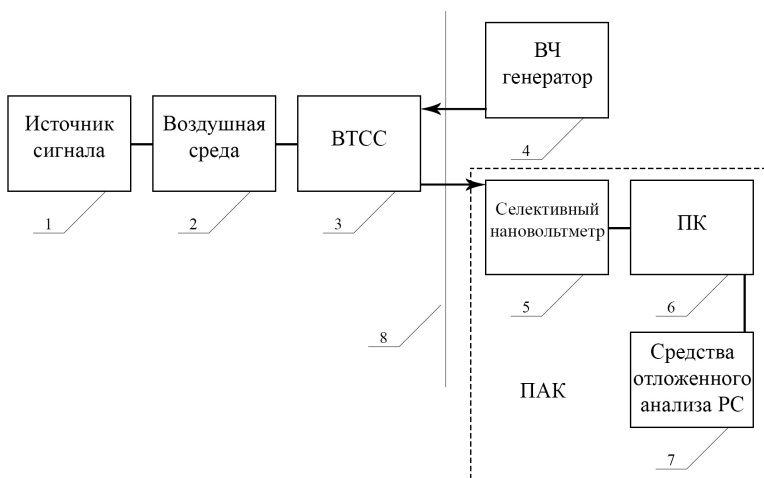 ВЧ
генератор
Источник
сигнала
Воздушная
среда
ВТСС
4
1
2
3
Селективный
нановольтметр
ПК
8
5
6
Средства
отложенного
анализа РС
ПАК
7